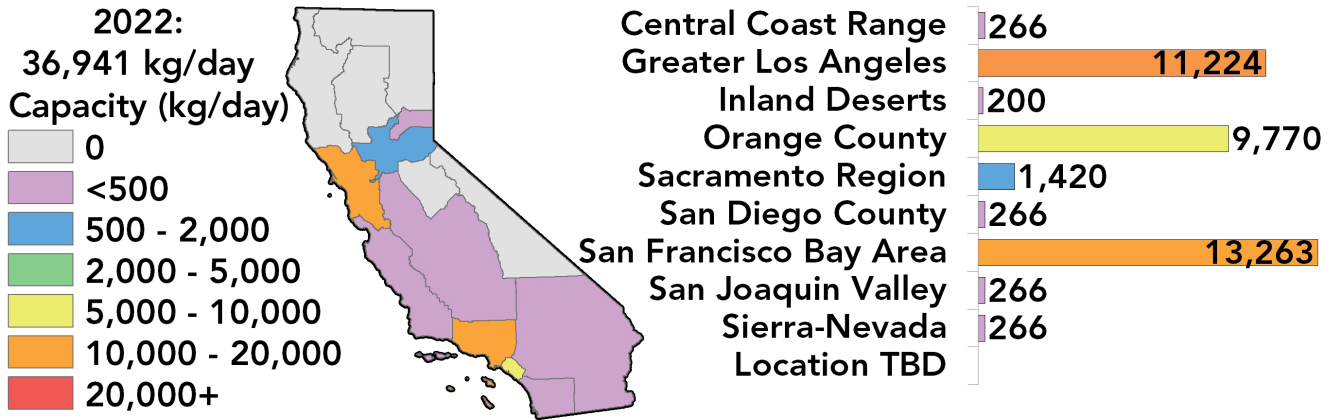 2022:
36,941 kg/day
Capacity (kg/day)
0
<500
500 - 2,000
2,000 - 5,000
5,000 - 10,000
10,000 - 20,000
20,000+
Central Coast Range 266
Greater Los Angeles 11,224
Inland Deserts 200
Orange County 9,770
Sacramento Region 1,420
San Diego County 266
San Francisco Bay Area 13,263
San Joaquin Valley 266
Sierra-Nevada 266
Location TBD